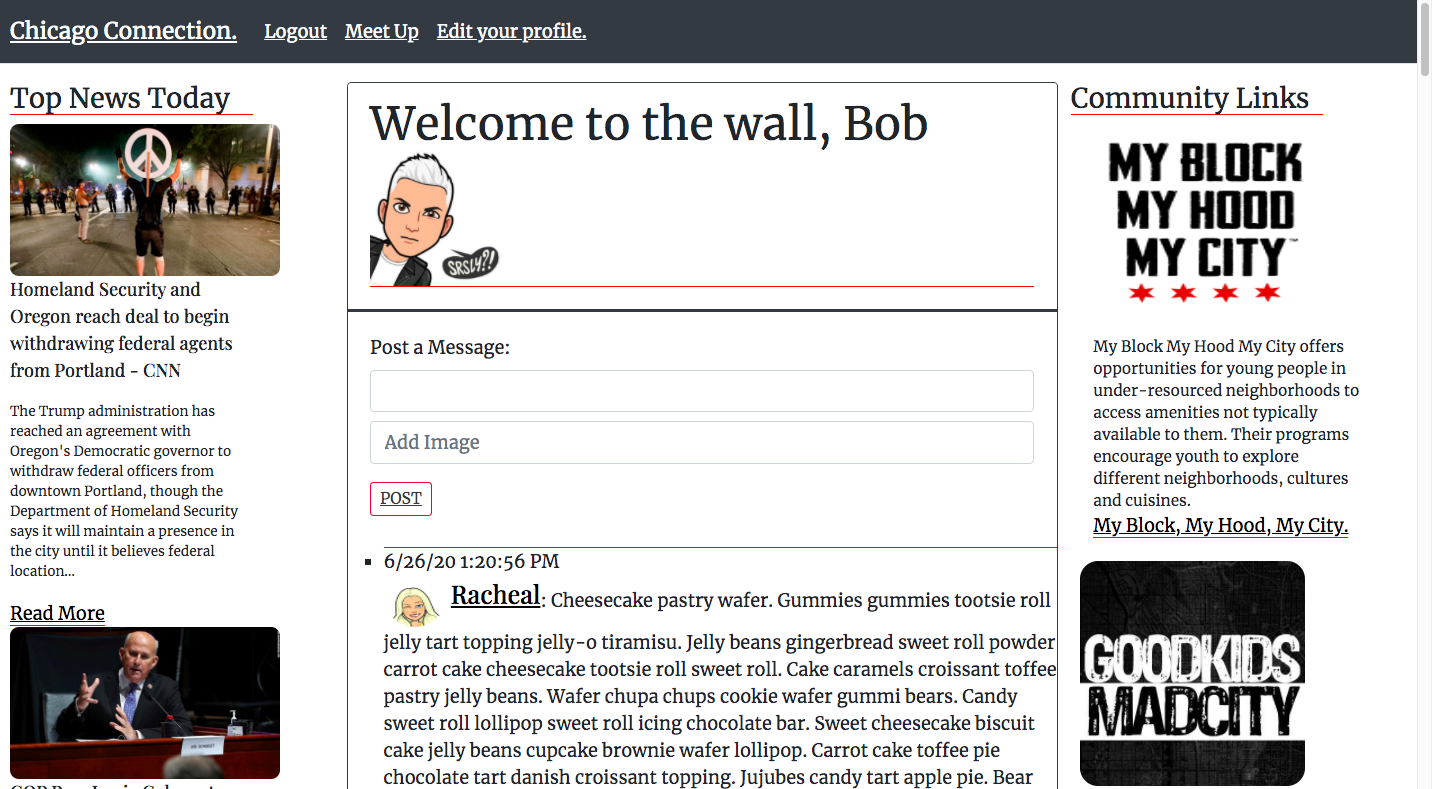 Chicago Connection. Logout Meet Up Edit your profile.
Top News Today
Homeland Security and
Oregon reach deal to begin
withdrawing federal agents
from Portland - CNN
The Trump administration has
reached an agreement with
Oregon's Democratic governor to
withdraw federal officers from
downtown Portland, though the
Department of Homeland Security
says it will maintain a presence in
the city until it believes federal
location...
Read More
Welcome to the wall, Bob
SRSLY?!
Post a Message:
Add Image
POST
6/26/20 1:20:56 PM
Racheal: Cheesecake pastry wafer. Gummies gummies tootsie roll
jelly tart topping jelly-o tiramisu. Jelly beans gingerbread sweet roll powder
carrot cake cheesecake tootsie roll sweet roll. Cake caramels croissant toffee
pastry jelly beans. Wafer chupa chups cookie wafer gummi bears. Candy
sweet roll lollipop sweet roll icing chocolate bar. Sweet cheesecake biscuit
cake jelly beans cupcake brownie wafer lollipop. Carrot cake toffee pie
chocolate tart danish croissant topping. Jujubes candy tart apple pie. Bear
Community Links
MY BLOCK
MY HOOD
MY CITY™
My Block My Hood My City offers
opportunities for young people in
under-resourced neighborhoods to
access amenities not typically
available to them. Their programs
encourage youth to explore
different neighborhoods, cultures
and cuisines.
My Block, My Hood, My City.
GOODKIDS
MADCITY